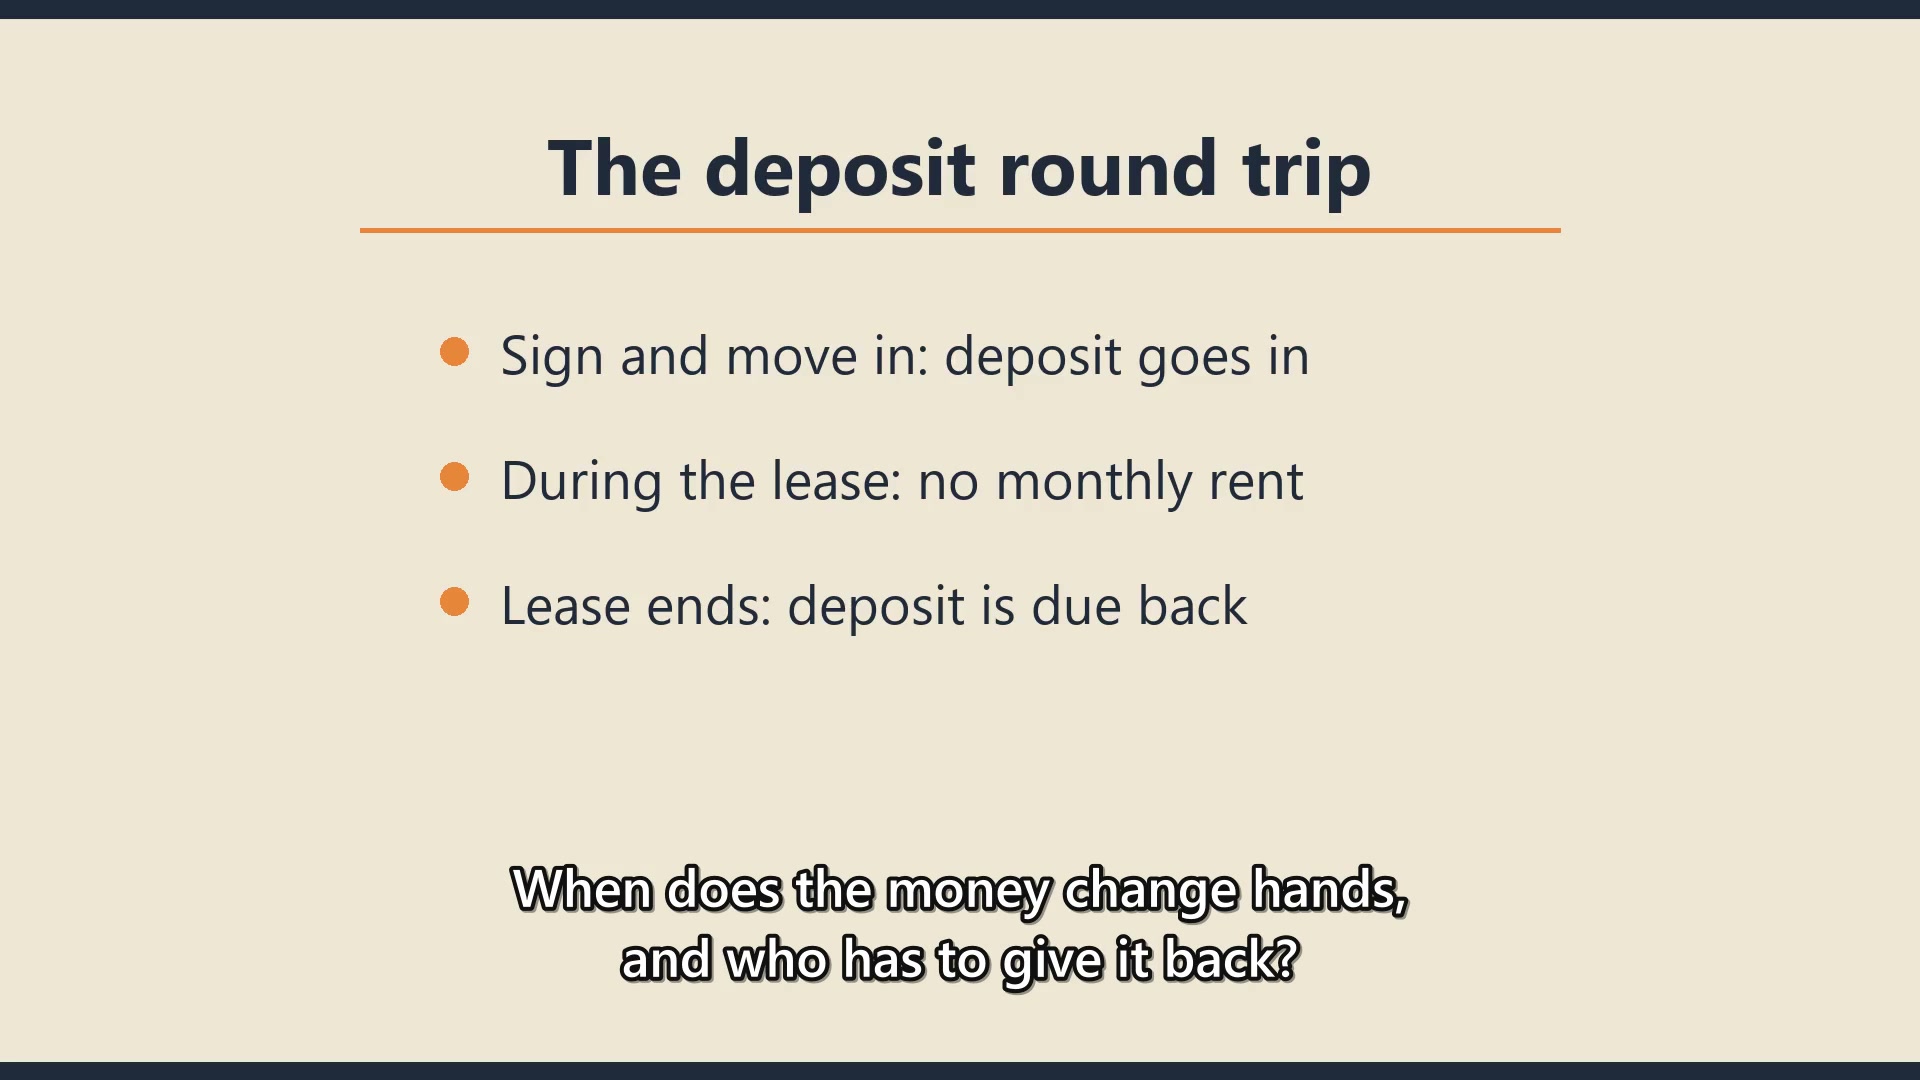 The deposit round trip
Sign and move in: deposit goes in
During the lease: no monthly rent
Lease ends: deposit is due back
When does the money change hands,
and who has to give it back?